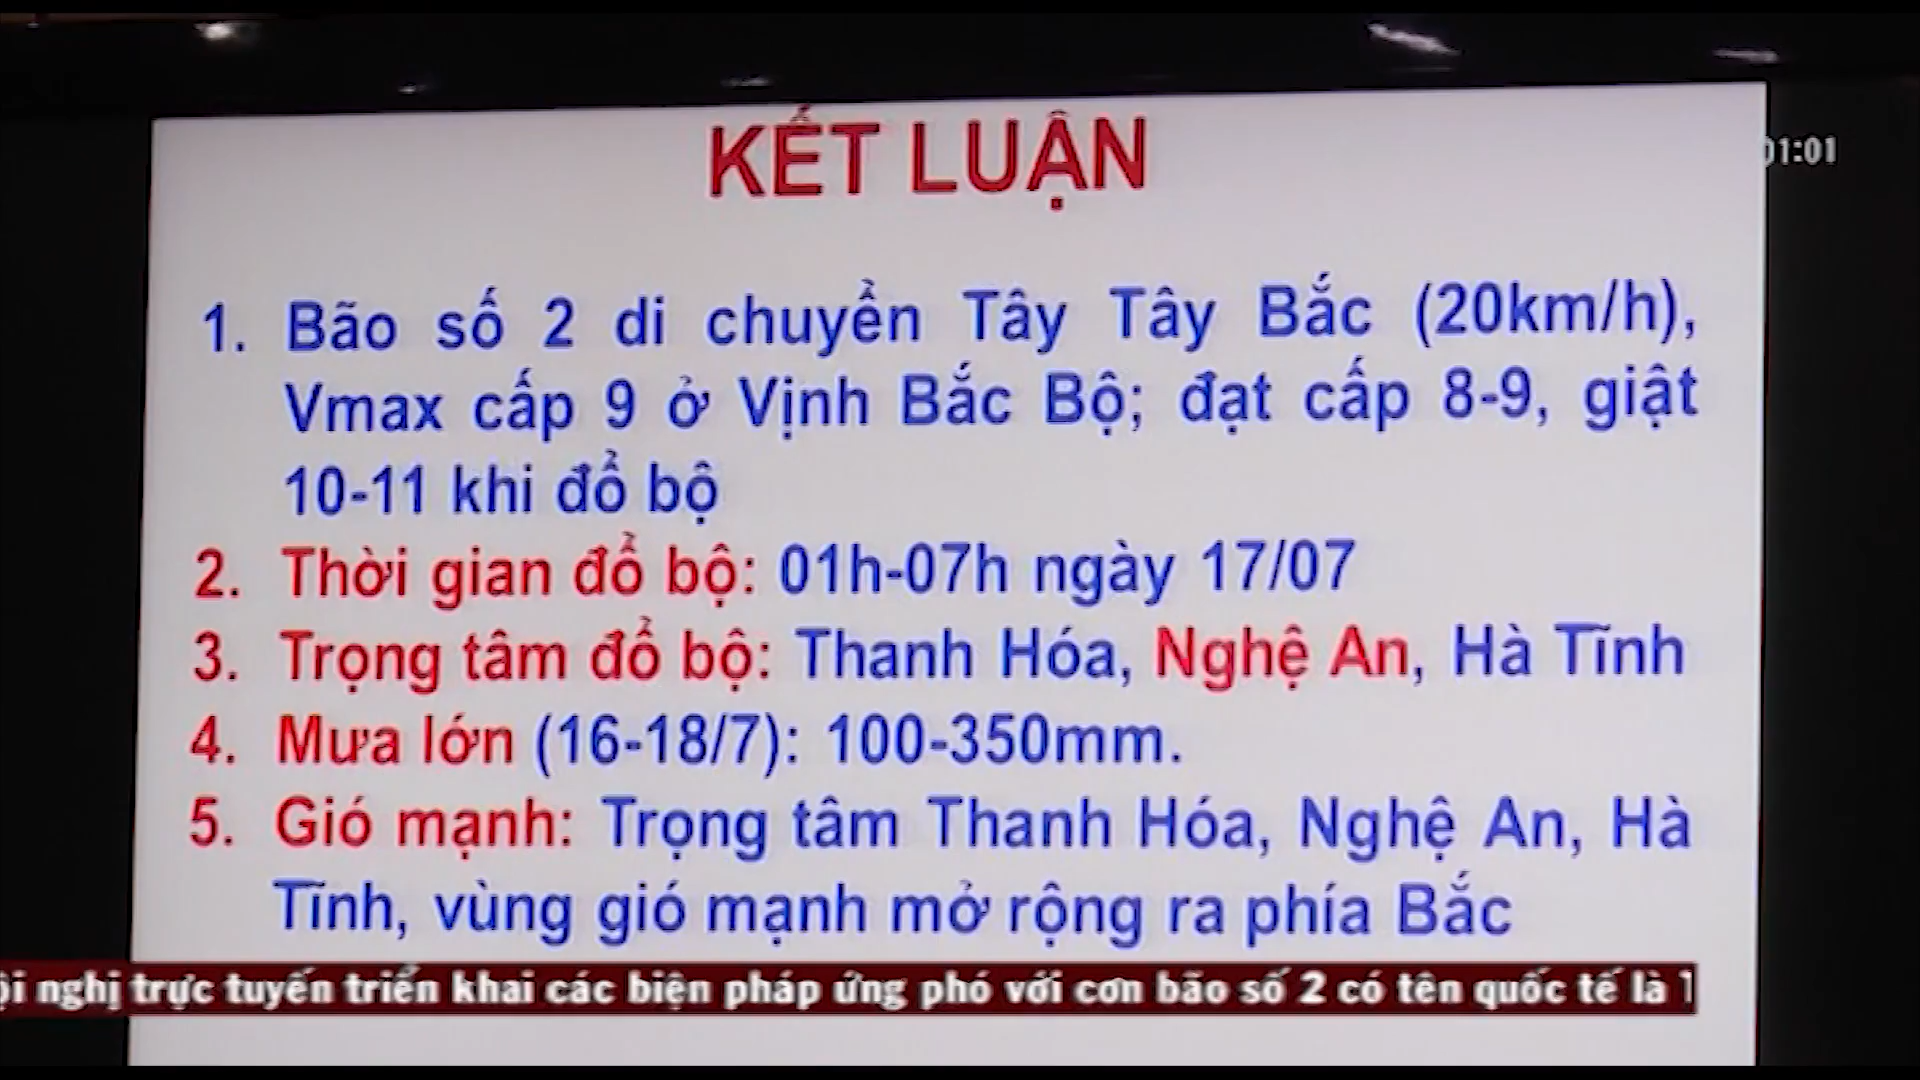 KẾT LUẬN
01:01
1. Bão số 2 di chuyển Tây Tây Bắc (20km/h),
Vmax cấp 9 ở Vịnh Bắc Bộ; đạt cấp 8-9, giật
10-11 khi đổ bộ
2. Thời gian đổ bộ: 01h-07h ngày 17/07
3. Trọng tâm đổ bộ: Thanh Hóa, Nghệ An, Hà Tĩnh
4. Mưa lớn (16-18/7): 100-350mm.
5. Gió mạnh: Trọng tâm Thanh Hóa, Nghệ An, Hà
Tĩnh, vùng gió mạnh mở rộng ra phía Bắc
nghị trực tuyến triển khai các biện pháp ứng phó với cơn bão số 2 có tên quốc tế là